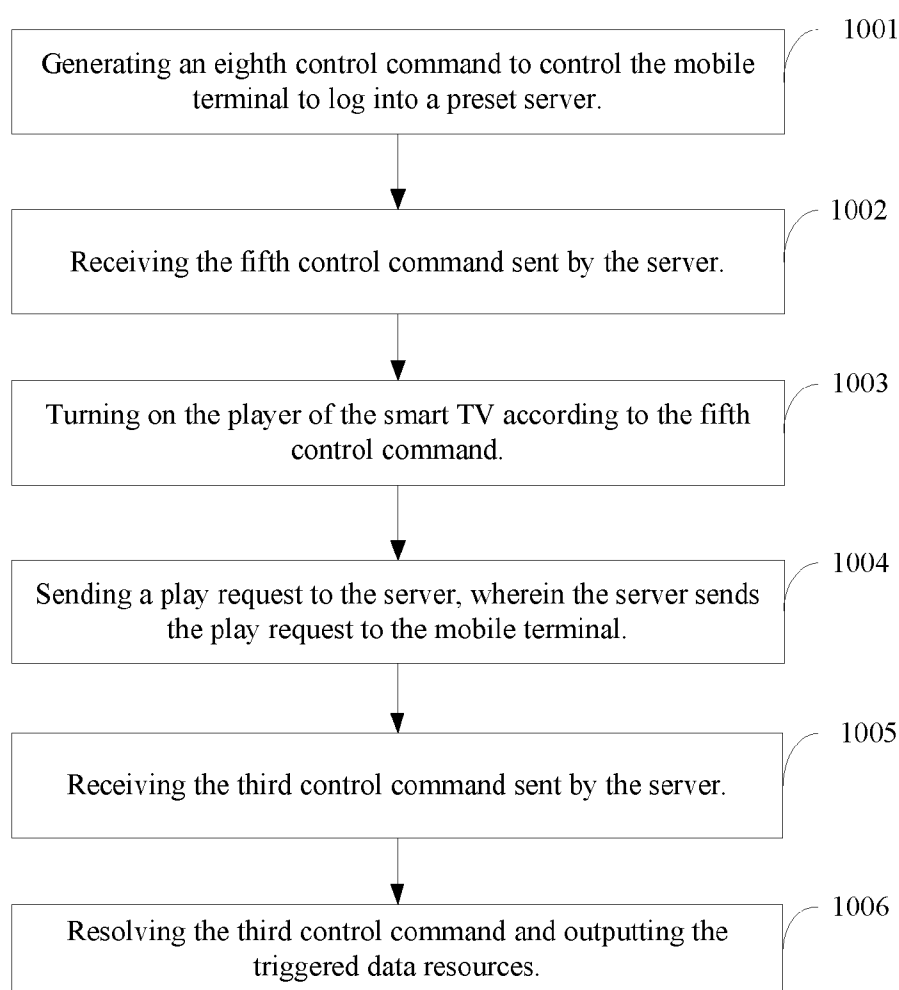 1001
Generating an eighth control command to control the mobile
terminal to log into a preset server.
1002
Receiving the fifth control command sent by the server.
1003
Turning on the player of the smart TV according to the fifth
control command.
1004
Sending a play request to the server, wherein the server sends
the play request to the mobile terminal.
1005
Receiving the third control command sent by the server.
1006
Resolving the third control command and outputting the
triggered data resources.